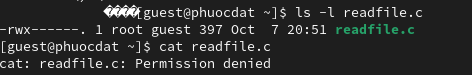 [guest@phuocdat ~]$ ls -l readfile.c
-rwx------. 1 root guest 397 Oct  7 20:51 readfile.c
[guest@phuocdat ~]$ cat readfile.c
cat: readfile.c: Permission denied